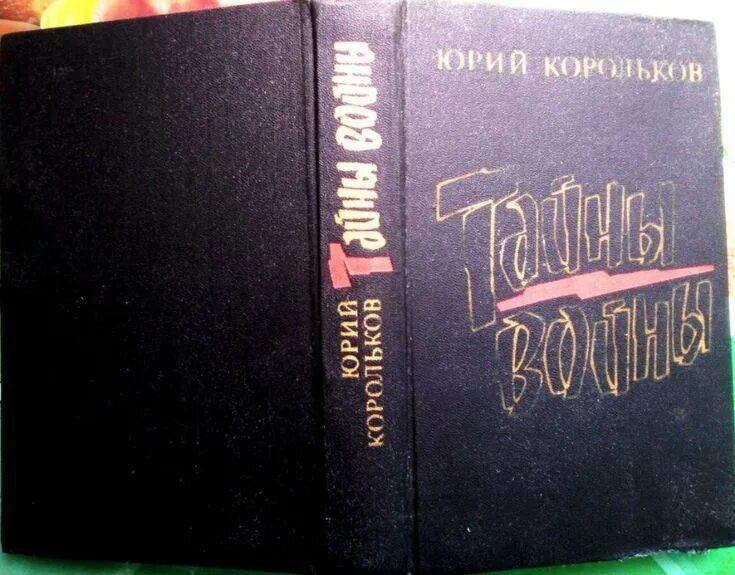 ЮРИЙ КОРОЛЬКОВ
Тайны
войны
ЮРИЙ
КОРОЛЬКОВ
Тайны войны